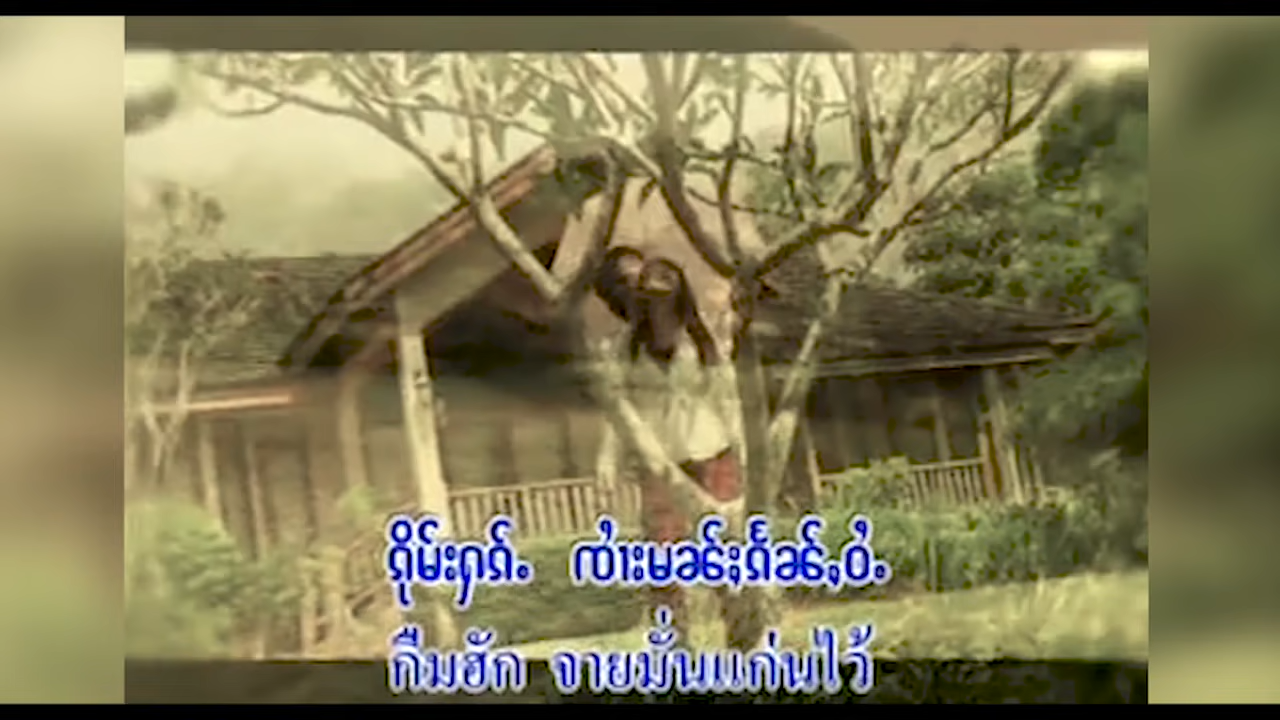 ၵိုမ်းႁၵ်ႉ ၸၢႆးမၼ်ႈၵႅၼ်ႇဝႆႉ
กืมฮัก จายมั่นแก่นไว้